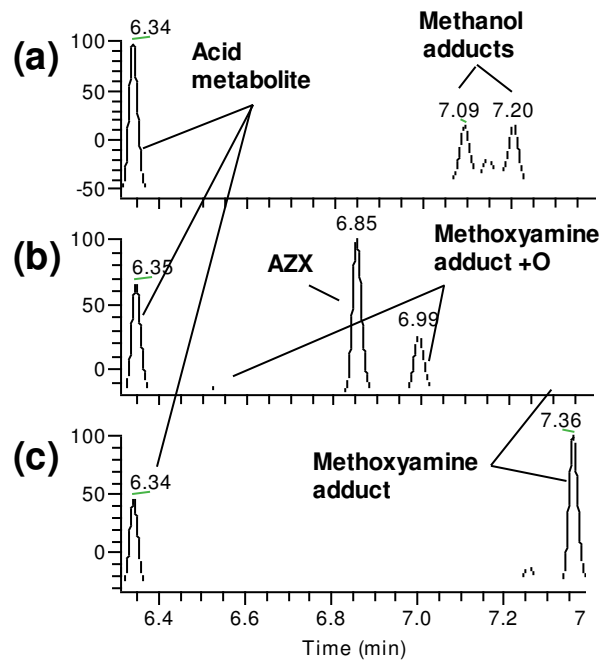 (a)
100
50
0
-50
6.34
Acid
metabolite
Methanol
adducts
7.09
7.20
(b)
100
50
0
6.35
AZX
6.85
6.99
Methoxyamine
adduct +O
(c)
100
50
0
6.34
Methoxyamine
adduct
7.36
6.4 6.6 6.8 7.0 7.2 7
Time (min)